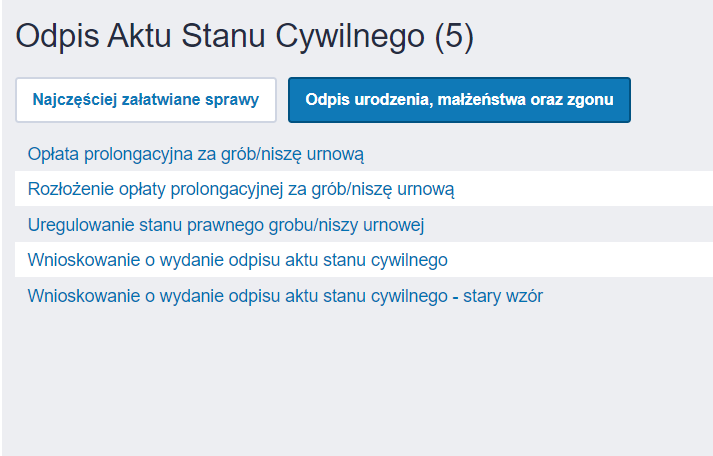 Odpis Aktu Stanu Cywilnego (5)
Najczęściej załatwiane sprawy
Odpis urodzenia, małżeństwa oraz zgonu
Opłata prolongacyjna za grób/niszę urnową
Rozłożenie opłaty prolongacyjnej za grób/niszę urnową
Uregulowanie stanu prawnego grobu/niszy urnowej
Wnioskowanie o wydanie odpisu aktu stanu cywilnego
Wnioskowanie o wydanie odpisu aktu stanu cywilnego - stary wzór